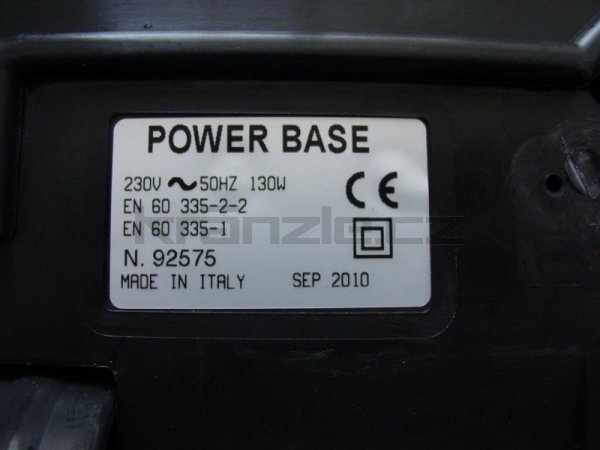 POWER BASE
230V ~ 50HZ 130W
EN 60 335-2-2
EN 60 335-1
N. 92575
MADE IN ITALY SEP 2010
CE
kranzle.cz